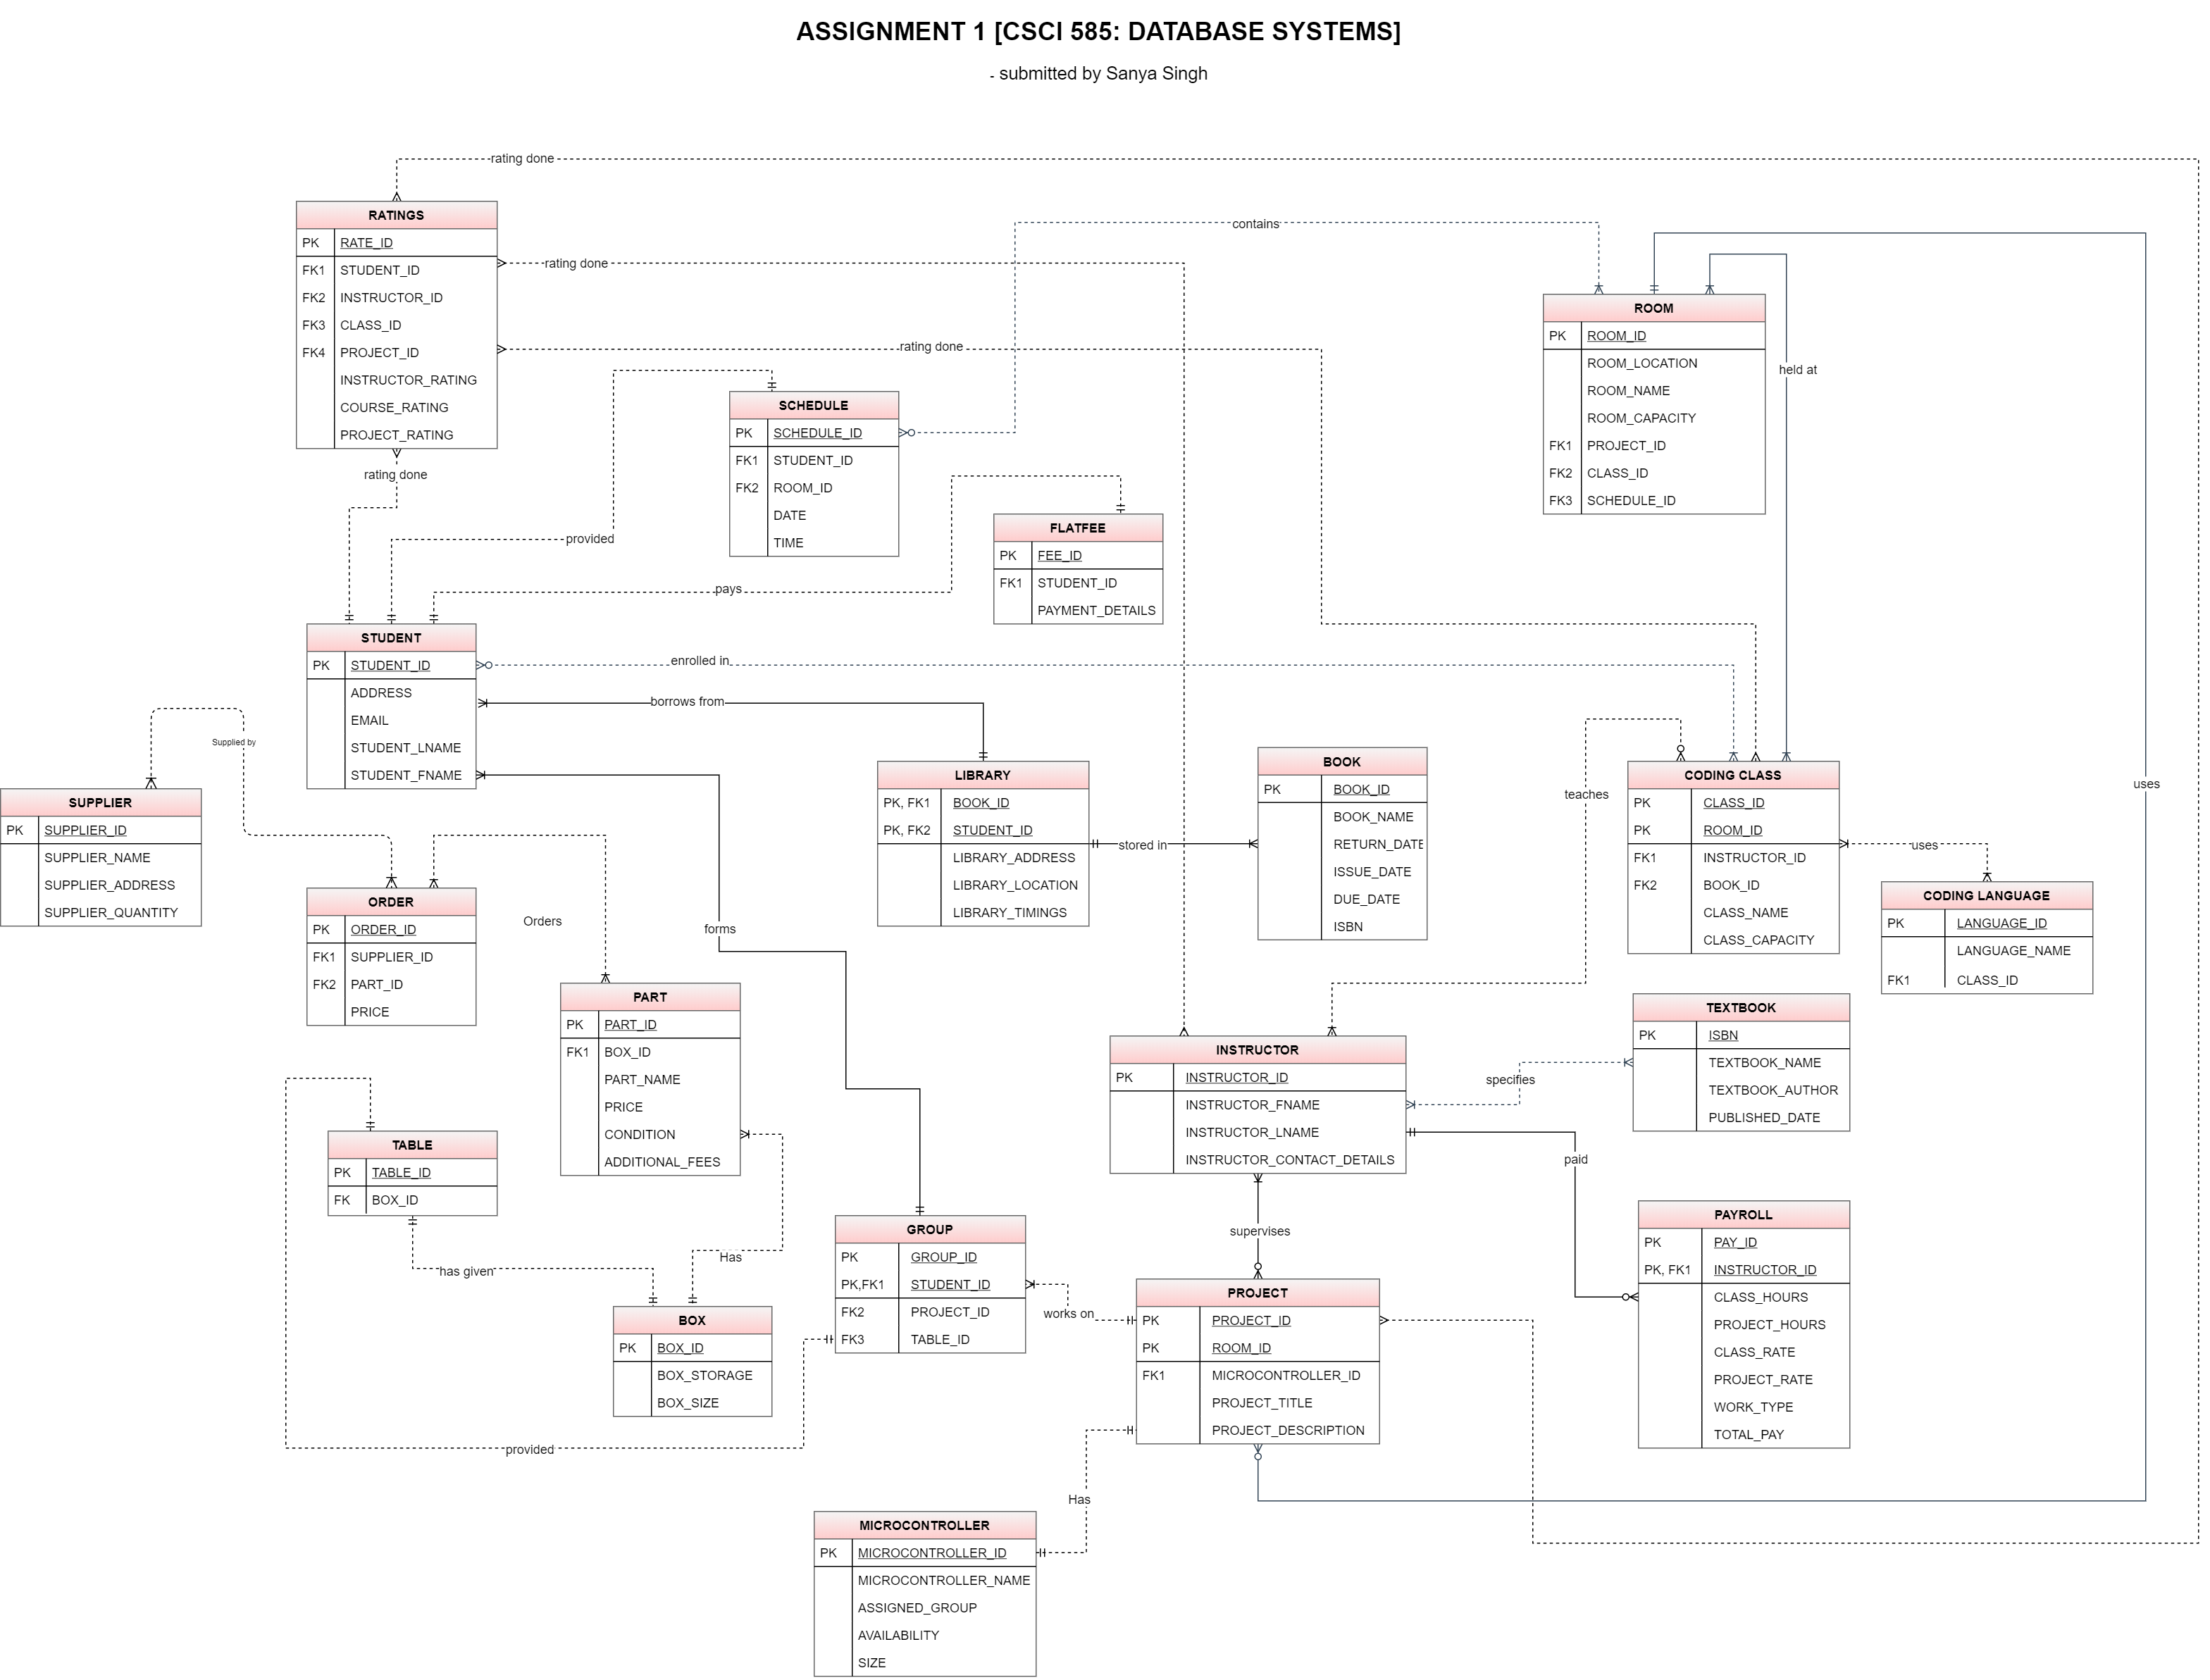 ASSIGNMENT 1 [CSCI 585: DATABASE SYSTEMS]
- submitted by Sanya Singh
rating done
RATINGS
PK RATE_ID
FK1 STUDENT_ID
FK2 INSTRUCTOR_ID
FK3 CLASS_ID
FK4 PROJECT_ID
INSTRUCTOR_RATING
COURSE_RATING
PROJECT_RATING
rating done
rating done
rating done
contains
ROOM
PK ROOM_ID
ROOM_LOCATION
ROOM_NAME
ROOM_CAPACITY
FK1 PROJECT_ID
FK2 CLASS_ID
FK3 SCHEDULE_ID
held at
uses
SCHEDULE
PK SCHEDULE_ID
FK1 STUDENT_ID
FK2 ROOM_ID
DATE
TIME
provided
FLATFEE
PK FEE_ID
FK1 STUDENT_ID
PAYMENT_DETAILS
pays
STUDENT
PK STUDENT_ID
ADDRESS
EMAIL
STUDENT_LNAME
STUDENT_FNAME
enrolled in
borrows from
Supplied by
SUPPLIER
PK SUPPLIER_ID
SUPPLIER_NAME
SUPPLIER_ADDRESS
SUPPLIER_QUANTITY
LIBRARY
PK, FK1 BOOK_ID
PK, FK2 STUDENT_ID
LIBRARY_ADDRESS
LIBRARY_LOCATION
LIBRARY_TIMINGS
stored in
BOOK
PK BOOK_ID
BOOK_NAME
RETURN_DATE
ISSUE_DATE
DUE_DATE
ISBN
teaches
CODING CLASS
PK CLASS_ID
PK ROOM_ID
FK1 INSTRUCTOR_ID
FK2 BOOK_ID
CLASS_NAME
CLASS_CAPACITY
uses
CODING LANGUAGE
PK LANGUAGE_ID
LANGUAGE_NAME
FK1 CLASS_ID
ORDER
PK ORDER_ID
FK1 SUPPLIER_ID
FK2 PART_ID
PRICE
Orders
forms
PART
PK PART_ID
FK1 BOX_ID
PART_NAME
PRICE
CONDITION
ADDITIONAL_FEES
INSTRUCTOR
PK INSTRUCTOR_ID
INSTRUCTOR_FNAME
INSTRUCTOR_LNAME
INSTRUCTOR_CONTACT_DETAILS
specifies
TEXTBOOK
PK ISBN
TEXTBOOK_NAME
TEXTBOOK_AUTHOR
PUBLISHED_DATE
paid
TABLE
PK TABLE_ID
FK BOX_ID
has given
Has
BOX
PK BOX_ID
BOX_STORAGE
BOX_SIZE
provided
GROUP
PK GROUP_ID
PK,FK1 STUDENT_ID
FK2 PROJECT_ID
FK3 TABLE_ID
works on
supervises
PROJECT
PK PROJECT_ID
PK ROOM_ID
FK1 MICROCONTROLLER_ID
PROJECT_TITLE
PROJECT_DESCRIPTION
PAYROLL
PK PAY_ID
PK, FK1 INSTRUCTOR_ID
CLASS_HOURS
PROJECT_HOURS
CLASS_RATE
PROJECT_RATE
WORK_TYPE
TOTAL_PAY
Has
MICROCONTROLLER
PK MICROCONTROLLER_ID
MICROCONTROLLER_NAME
ASSIGNED_GROUP
AVAILABILITY
SIZE